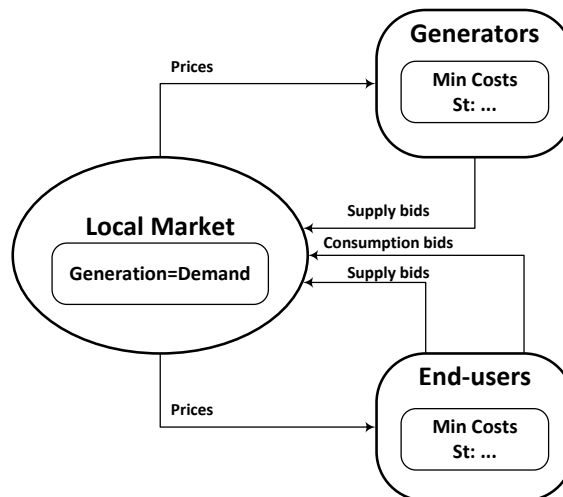 Generators
Min Costs
St: ...
Prices
Supply bids
Local Market
Generation=Demand
Consumption bids
Supply bids
Prices
End-users
Min Costs
St: ...